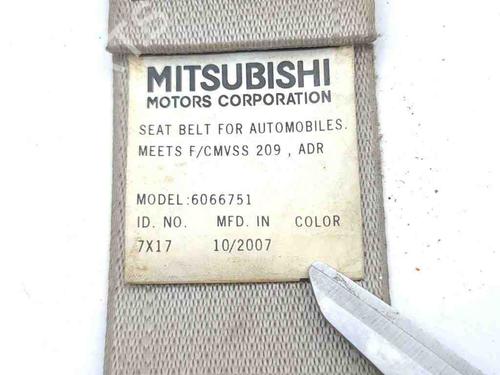 MITSUBISHI
MOTORS CORPORATION
SEAT BELT FOR AUTOMOBILES.
MEETS F/CMVSS 209 , ADR
MODEL:6066751
ID. NO. MFD. IN COLOR
7X17 10/2007